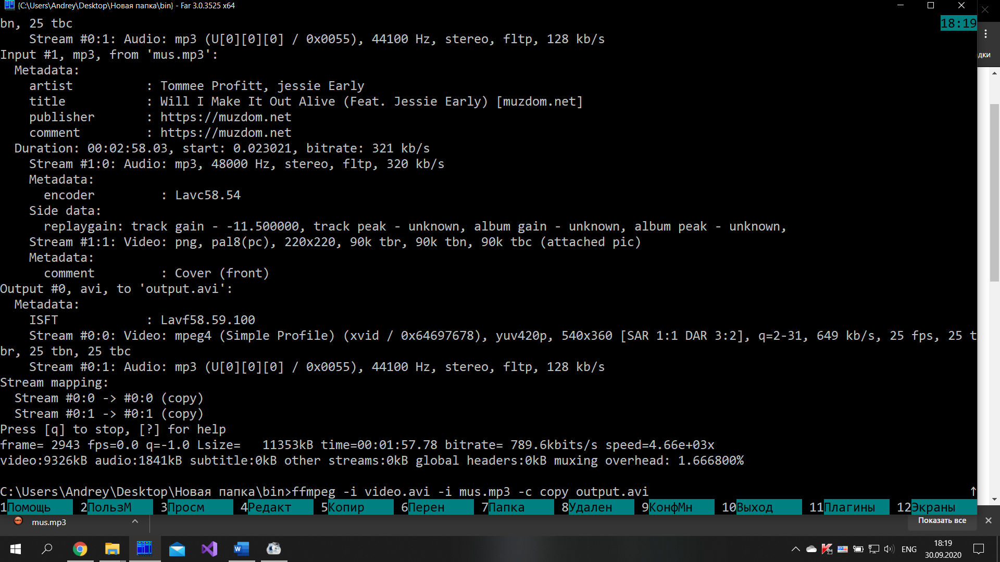 {C:\Users\Andrey\Desktop\Новая папка\bin} - Far 3.0.3525 x64
bn, 25 tbc
18:19
    Stream #0:1: Audio: mp3 (U[0][0][0] / 0x0055), 44100 Hz, stereo, fltp, 128 kb/s
Input #1, mp3, from 'mus.mp3':
дки
  Metadata:
    artist          : Tommee Profitt, jessie Early
    title           : Will I Make It Out Alive (Feat. Jessie Early) [muzdom.net]
    publisher       : https://muzdom.net
    comment         : https://muzdom.net
  Duration: 00:02:58.03, start: 0.023021, bitrate: 321 kb/s
    Stream #1:0: Audio: mp3, 48000 Hz, stereo, fltp, 320 kb/s
    Metadata:
      encoder         : Lavc58.54
    Side data:
      replaygain: track gain - -11.500000, track peak - unknown, album gain - unknown, album peak - unknown,
    Stream #1:1: Video: png, pal8(pc), 220x220, 90k tbr, 90k tbn, 90k tbc (attached pic)
    Metadata:
      comment         : Cover (front)
Output #0, avi, to 'output.avi':
  Metadata:
    ISFT            : Lavf58.59.100
    Stream #0:0: Video: mpeg4 (Simple Profile) (xvid / 0x64697678), yuv420p, 540x360 [SAR 1:1 DAR 3:2], q=2-31, 649 kb/s, 25 fps, 25 t
br, 25 tbn, 25 tbc
    Stream #0:1: Audio: mp3 (U[0][0][0] / 0x0055), 44100 Hz, stereo, fltp, 128 kb/s
Stream mapping:
  Stream #0:0 -> #0:0 (copy)
  Stream #0:1 -> #0:1 (copy)
Press [q] to stop, [?] for help
frame= 2943 fps=0.0 q=-1.0 Lsize=   11353kB time=00:01:57.78 bitrate= 789.6kbits/s speed=4.66e+03x
video:9326kB audio:1841kB subtitle:0kB other streams:0kB global headers:0kB muxing overhead: 1.666800%
C:\Users\Andrey\Desktop\Новая папка\bin>ffmpeg -i video.avi -i mus.mp3 -c copy output.avi ↑
1Помощь 2ПользМ 3Просм 4Редакт 5Копир 6Перен 7Папка 8Удален 9КонфМн 10Выход 11Плагины 12Экраны
mus.mp3
Показать все
ENG
18:19
30.09.2020